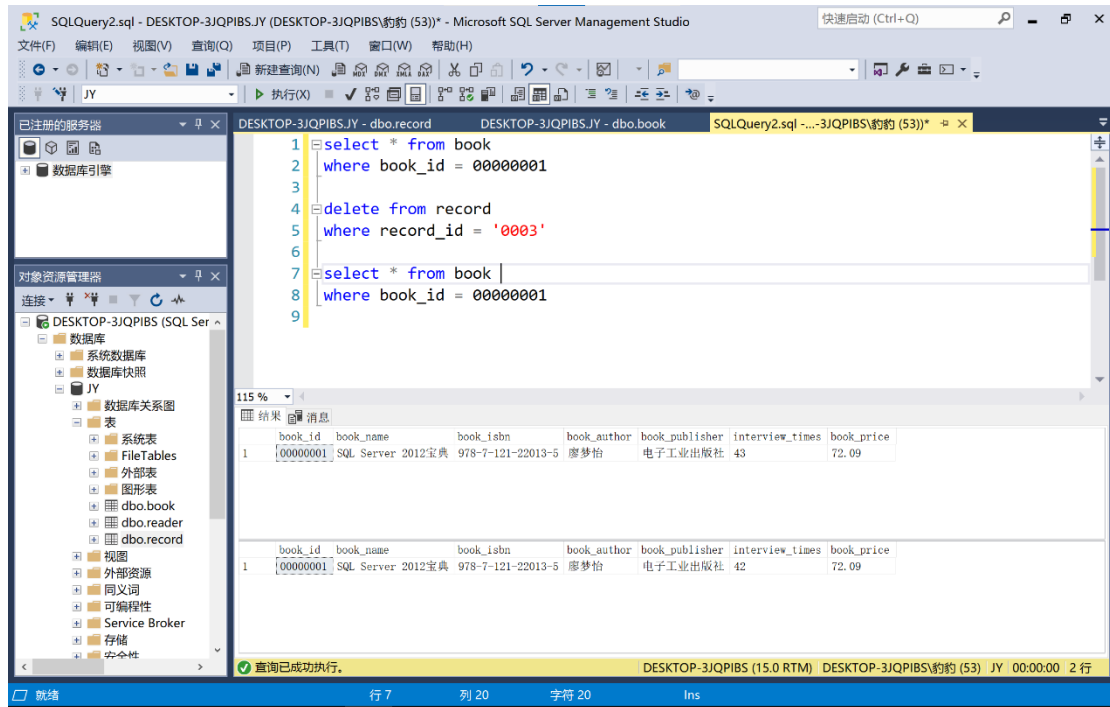 SQLQuery2.sql - DESKTOP-3JQPIBS.JY (DESKTOP-3JQPIBS\豹豹 (53))* - Microsoft SQL Server Management Studio
快速启动 (Ctrl+Q)
文件(F) 编辑(E) 视图(V) 查询(Q) 项目(P) 工具(T) 窗口(W) 帮助(H)
新建查询(N)
JY
执行(X)
已注册的服务器
数据库引擎
对象资源管理器
连接
DESKTOP-3JQPIBS (SQL Ser
数据库
系统数据库
数据库快照
JY
数据库关系图
表
系统表
FileTables
外部表
图形表
dbo.book
dbo.reader
dbo.record
视图
外部资源
同义词
可编程性
Service Broker
存储
安全性
DESKTOP-3JQPIBS.JY - dbo.record DESKTOP-3JQPIBS.JY - dbo.book SQLQuery2.sql -...-3JQPIBS\豹豹 (53))*
1 select * from book
2 where book_id = 00000001
3
4 delete from record
5 where record_id = '0003'
6
7 select * from book
8 where book_id = 00000001
9
115 %
结果 消息
book_id book_name book_isbn book_author book_publisher interview_times book_price
1 00000001 SQL Server 2012宝典 978-7-121-22013-5 廖梦怡 电子工业出版社 43 72.09
book_id book_name book_isbn book_author book_publisher interview_times book_price
1 00000001 SQL Server 2012宝典 978-7-121-22013-5 廖梦怡 电子工业出版社 42 72.09
查询已成功执行。 DESKTOP-3JQPIBS (15.0 RTM) DESKTOP-3JQPIBS\豹豹 (53) JY 00:00:00 2 行
就绪 行 7 列 20 字符 20 Ins